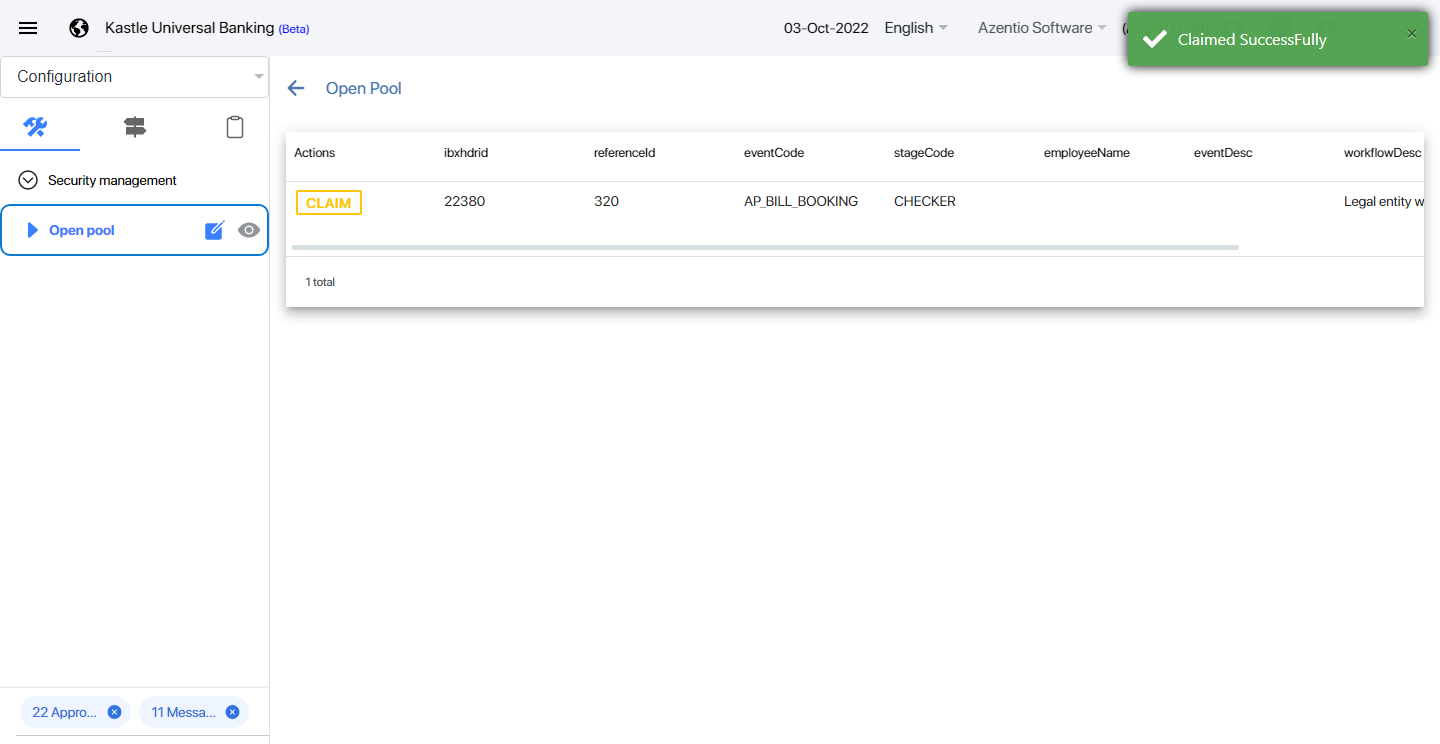 Kastle Universal Banking (Beta)
03-Oct-2022
English
Azentio Software
Claimed SuccessFully
×
Configuration
Open Pool
Security management
Open pool
Actions ibxhdrid referenceId eventCode stageCode employeeName eventDesc workflowDesc
CLAIM 22380 320 AP_BILL_BOOKING CHECKER Legal entity w
1 total
22 Appro...
11 Messa...